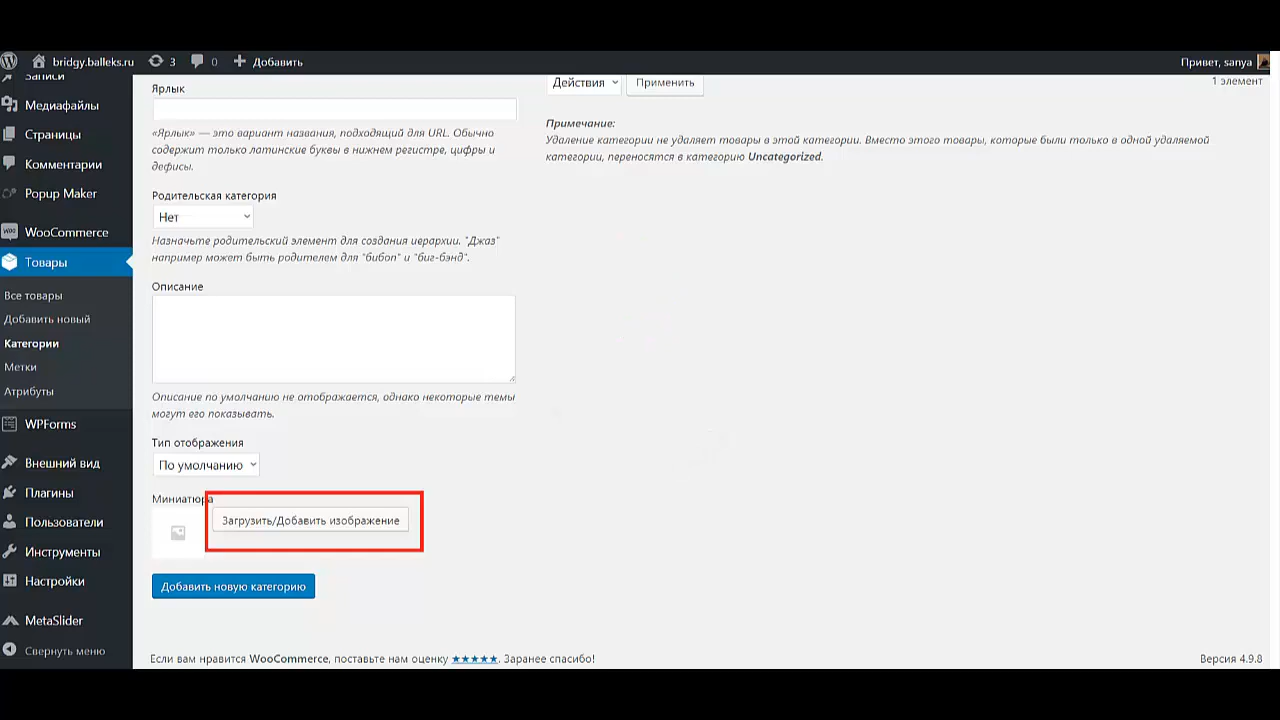 bridgy.balleks.ru 3 0 Добавить Привет, sanya
Записи
Медиафайлы
Страницы
Комментарии
Popup Maker
WooCommerce
Товары
Все товары
Добавить новый
Категории
Метки
Атрибуты
WPForms
Внешний вид
Плагины
Пользователи
Инструменты
Настройки
MetaSlider
Свернуть меню
Ярлык
«Ярлык» — это вариант названия, подходящий для URL. Обычно
содержит только латинские буквы в нижнем регистре, цифры и
дефисы.
Родительская категория
Нет
Назначьте родительский элемент для создания иерархии. "Джаз"
например может быть родителем для "бибоп" и "биг-бэнд".
Описание
Описание по умолчанию не отображается, однако некоторые темы
могут его показывать.
Тип отображения
По умолчанию
Миниатюра
Загрузить/Добавить изображение
Добавить новую категорию
Действия Применить 1 элемент
Примечание:
Удаление категории не удаляет товары в этой категории. Вместо этого товары, которые были только в одной удаляемой
категории, переносятся в категорию Uncategorized.
Если вам нравится WooCommerce, поставьте нам оценку ★★★★★. Заранее спасибо! Версия 4.9.8